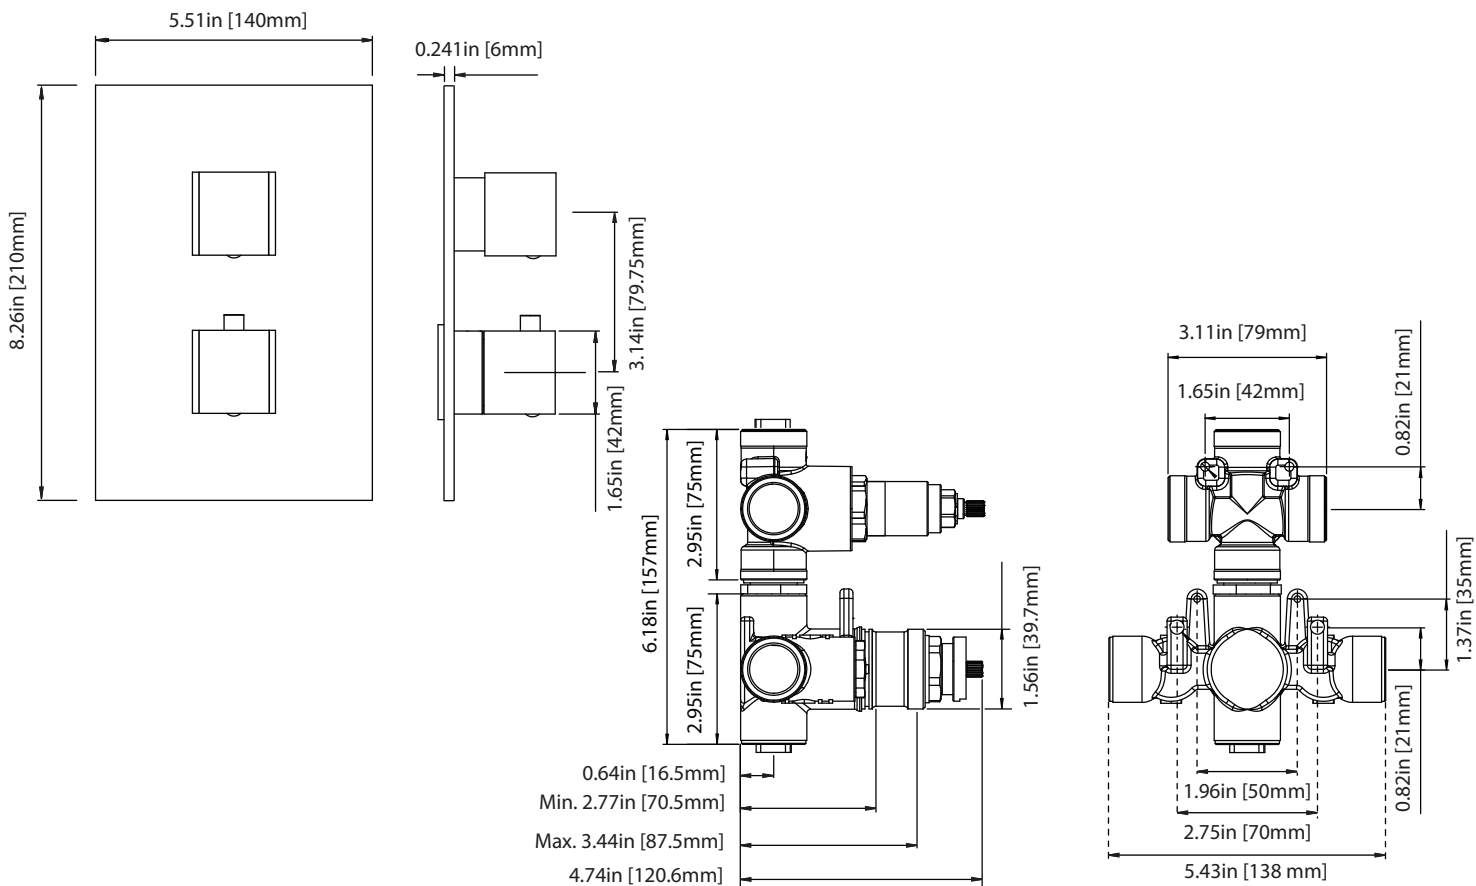 5.51in [140mm]
0.241in [6mm]
8.26in [210mm]
3.14in [79.75mm]
1.65in [42mm]
6.18in [157mm]
2.95in [75mm]
2.95in [75mm]
1.56in [39.7mm]
0.64in [16.5mm]
Min. 2.77in [70.5mm]
Max. 3.44in [87.5mm]
4.74in [120.6mm]
3.11in [79mm]
1.65in [42mm]
0.82in [21mm]
1.37in [35mm]
0.82in [21mm]
1.96in [50mm]
2.75in [70mm]
5.43in [138 mm]